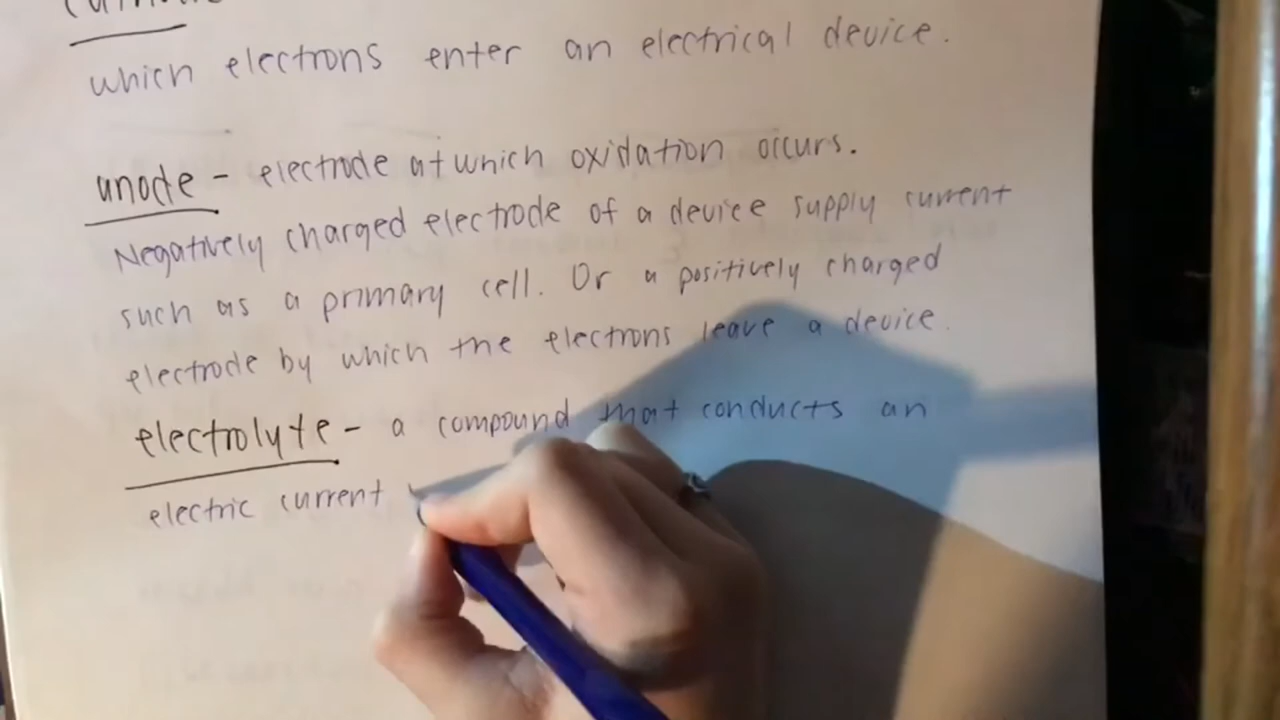 which electrons enter an electrical device.
anode - electrode at which oxidation occurs.
Negatively charged electrode of a device supply current
such as a primary cell. Or a positively charged
electrode by which the electrons leave a device.
electrolyte - a compound that conducts an
electric current